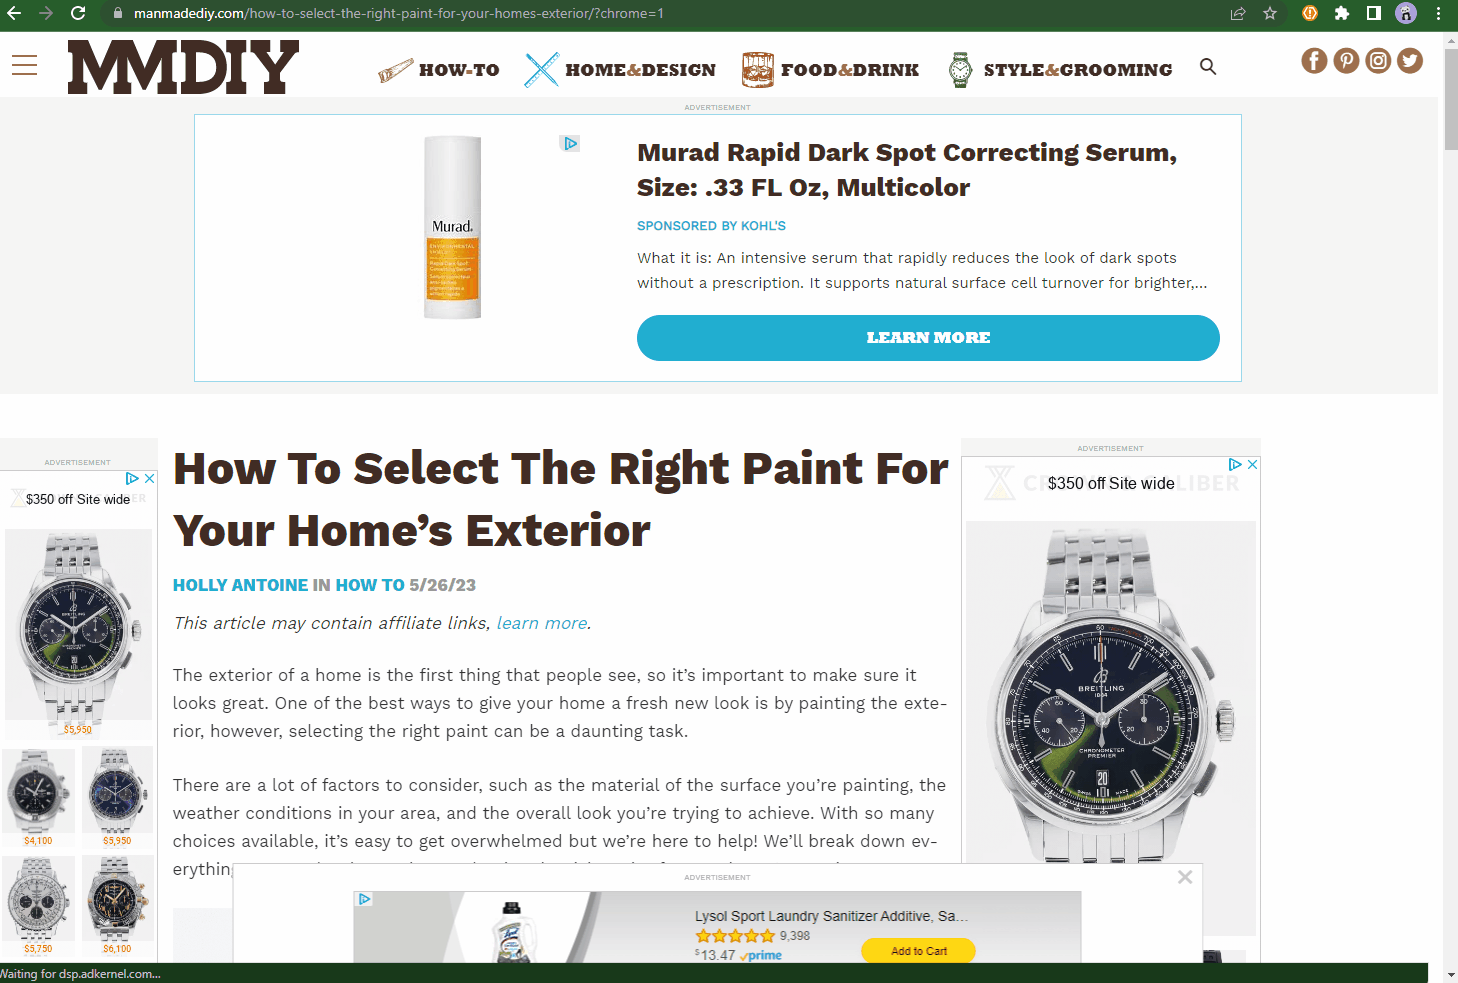 manmadediy.com/how-to-select-the-right-paint-for-your-homes-exterior/?chrome=1
MMDIY
HOW-TO
HOME&DESIGN
FOOD&DRINK
STYLE&GROOMING
ADVERTISEMENT
Murad.
Murad Rapid Dark Spot Correcting Serum,
Size: .33 FL Oz, Multicolor
SPONSORED BY KOHL'S
What it is: An intensive serum that rapidly reduces the look of dark spots
without a prescription. It supports natural surface cell turnover for brighter,...
LEARN MORE
ADVERTISEMENT
$350 off Site wide
BREITLING
$5,950
$4,100
$5,950
$5,750
$6,100
How To Select The Right Paint For
Your Home’s Exterior
HOLLY ANTOINE IN HOW TO 5/26/23
This article may contain affiliate links, learn more.
The exterior of a home is the first thing that people see, so it’s important to make sure it
looks great. One of the best ways to give your home a fresh new look is by painting the exte-
rior, however, selecting the right paint can be a daunting task.
There are a lot of factors to consider, such as the material of the surface you’re painting, the
weather conditions in your area, and the overall look you’re trying to achieve. With so many
choices available, it’s easy to get overwhelmed but we’re here to help! We’ll break down ev-
erything
ADVERTISEMENT
$350 off Site wide
BREITLING
1884
CHRONOMETER
PREMIER
20
ADVERTISEMENT
Lysol Sport Laundry Sanitizer Additive, Sa...
9,398
$13.47 prime
Add to Cart
Waiting for dsp.adkernel.com...